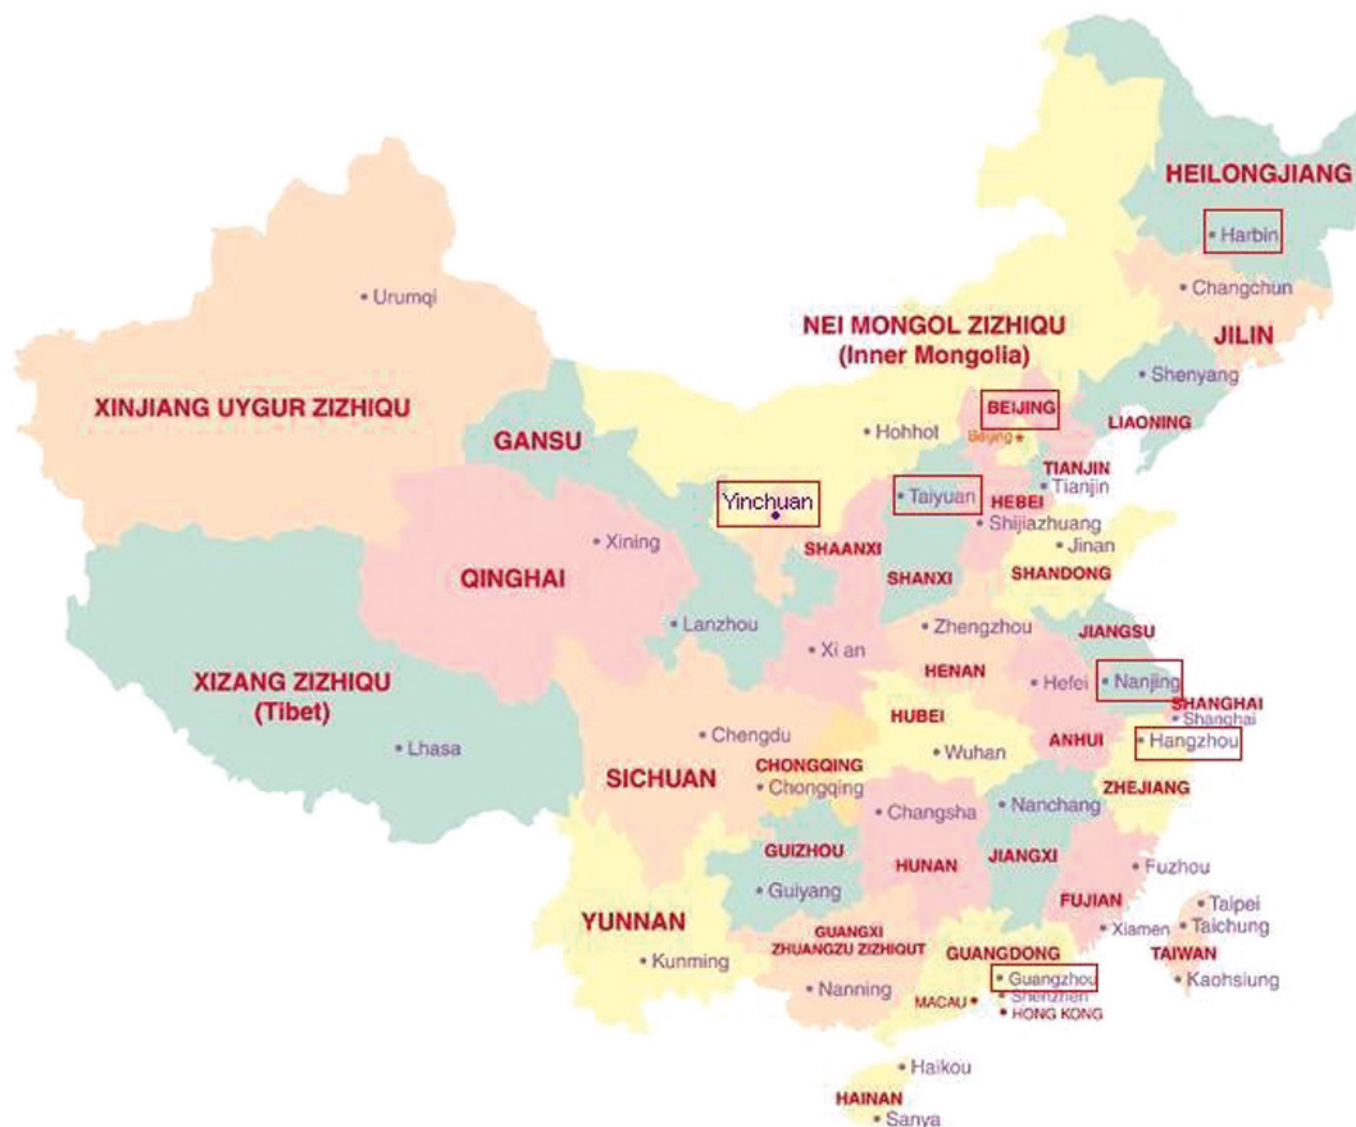 HEILONGJIANG
Harbin
Changchun
JILIN
Urumqi
NEI MONGOL ZIZHIQU
(Inner Mongolia)
Shenyang
LIAONING
XINJIANG UYGUR ZIZHIQU
BEIJING
Beijing
GANSU
Hohhot
TIANJIN
Tianjin
Yinchuan
Taiyuan
HEBEI
Shijiazhuang
Xining
SHAANXI
Jinan
QINGHAI
SHANXI
SHANDONG
Lanzhou
Zhengzhou
JIANGSU
Xi an
HENAN
Hefei
Nanjing
XIZANG ZIZHIQU
(Tibet)
HUBEI
SHANGHAI
Shanghai
Lhasa
Chengdu
Wuhan
ANHUI
Hangzhou
SICHUAN
CHONGQING
Chongqing
ZHEJIANG
Changsha
Nanchang
GUIZHOU
HUNAN
JIANGXI
Fuzhou
Guiyang
FUJIAN
YUNNAN
GUANGXI
ZHUANGZU ZIZHIQUT
Xiamen
Taipei
Taichung
Kunming
GUANGDONG
TAIWAN
Nanning
Guangzhou
Kaohsiung
Shenzhen
MACAU
HONG KONG
Haikou
HAINAN
Sanya